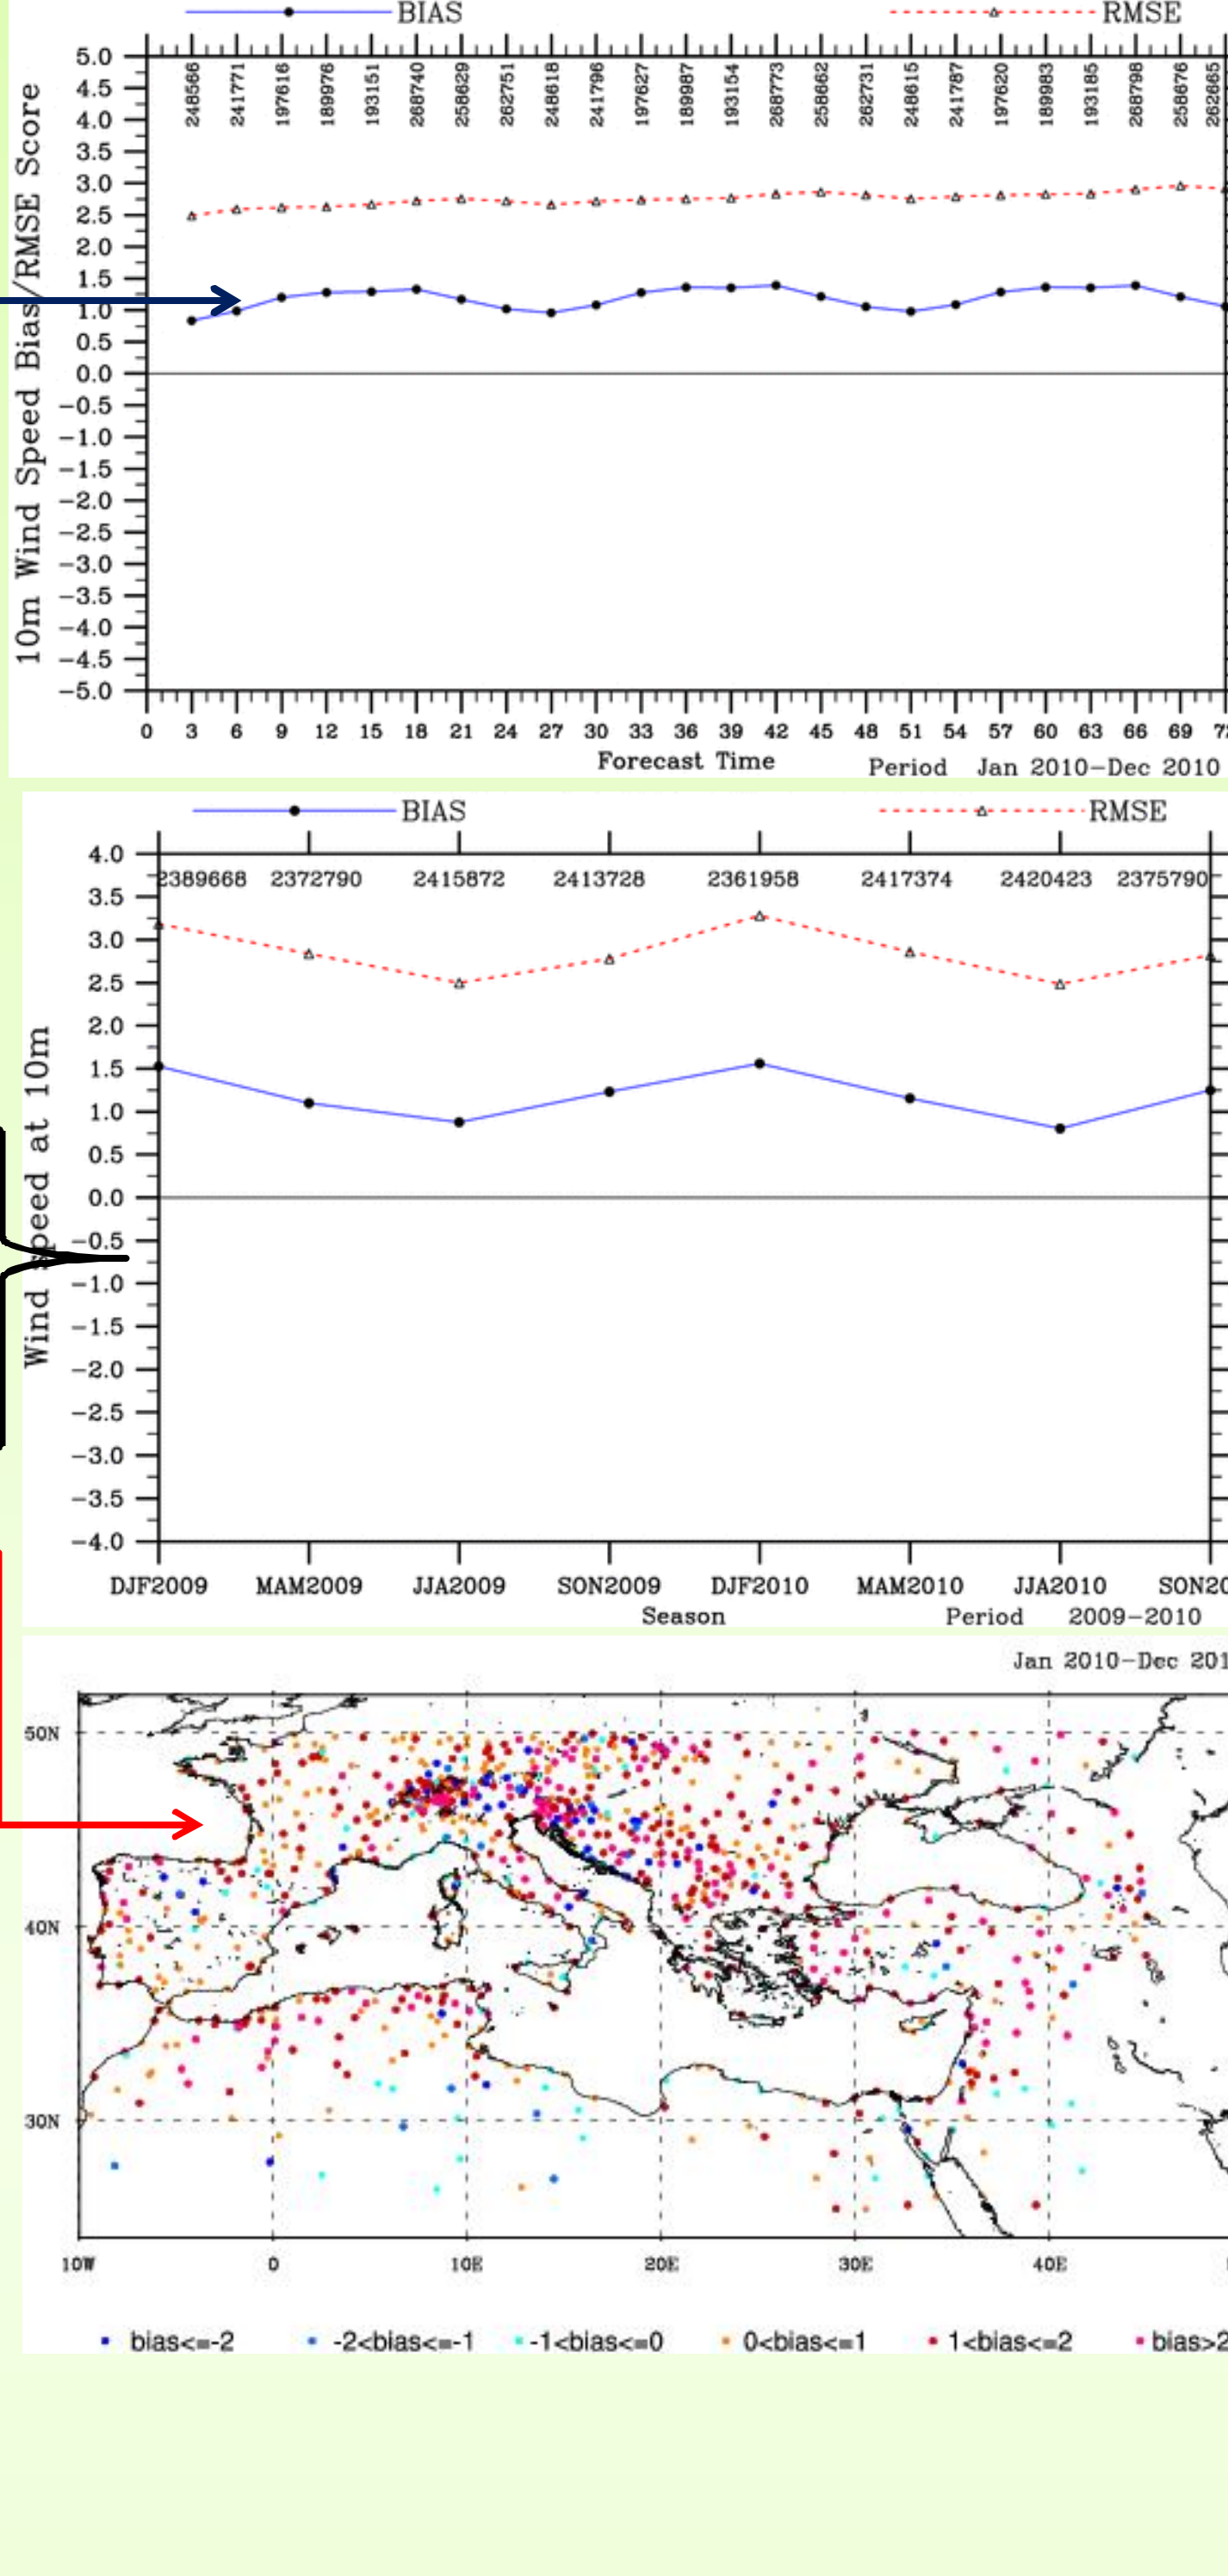 BIAS RMSE
5.0
4.5
4.0
3.5
3.0
2.5
2.0
1.5
1.0
0.5
0.0
-0.5
-1.0
-1.5
-2.0
-2.5
-3.0
-3.5
-4.0
-4.5
-5.0
10m Wind Speed Bias/RMSE Score
248566 241771 197616 189976 193151 268740 258629 262751 248618 241796 197627 189987 193154 268773 258662 262731 248615 241787 197620 189983 193185 268798 258676 262665
0 3 6 9 12 15 18 21 24 27 30 33 36 39 42 45 48 51 54 57 60 63 66 69 72
Forecast Time Period Jan 2010-Dec 2010
BIAS RMSE
4.0
3.5
3.0
2.5
2.0
1.5
1.0
0.5
0.0
-0.5
-1.0
-1.5
-2.0
-2.5
-3.0
-3.5
-4.0
Wind speed at 10m
2389668 2372790 2415872 2413728 2361958 2417374 2420423 2375790
DJF2009 MAM2009 JJA2009 SON2009 DJF2010 MAM2010 JJA2010 SON20
Season Period 2009-2010
Jan 2010-Dec 201
50N
40N
30N
10W 0 10E 20E 30E 40E
bias<=-2 -2<bias<=-1 -1<bias<=0 0<bias<=1 1<bias<=2 bias>2